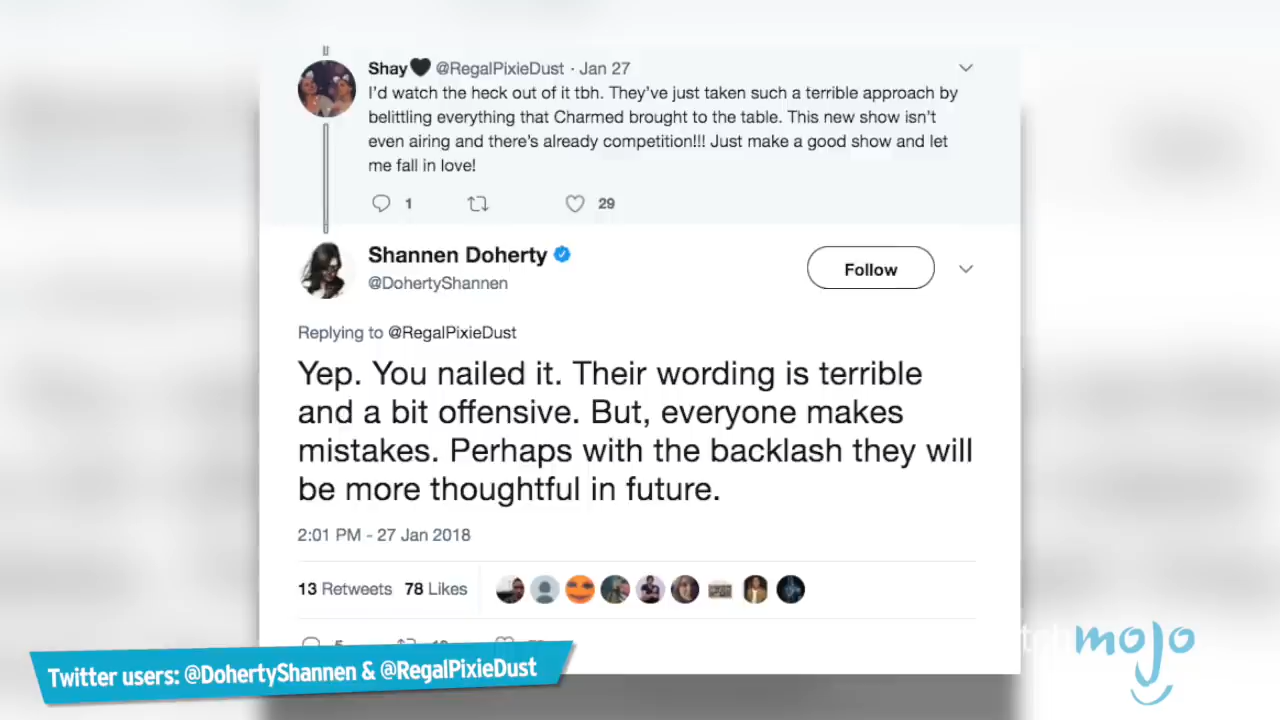 Shay🖤 @RegalPixieDust · Jan 27
I'd watch the heck out of it tbh. They've just taken such a terrible approach by
belittling everything that Charmed brought to the table. This new show isn't
even airing and there's already competition!!! Just make a good show and let
me fall in love!
1 29
Shannen Doherty
@DohertyShannen
Follow
Replying to @RegalPixieDust
Yep. You nailed it. Their wording is terrible
and a bit offensive. But, everyone makes
mistakes. Perhaps with the backlash they will
be more thoughtful in future.
2:01 PM - 27 Jan 2018
13 Retweets 78 Likes
mojo
Twitter users: @DohertyShannen & @RegalPixieDust